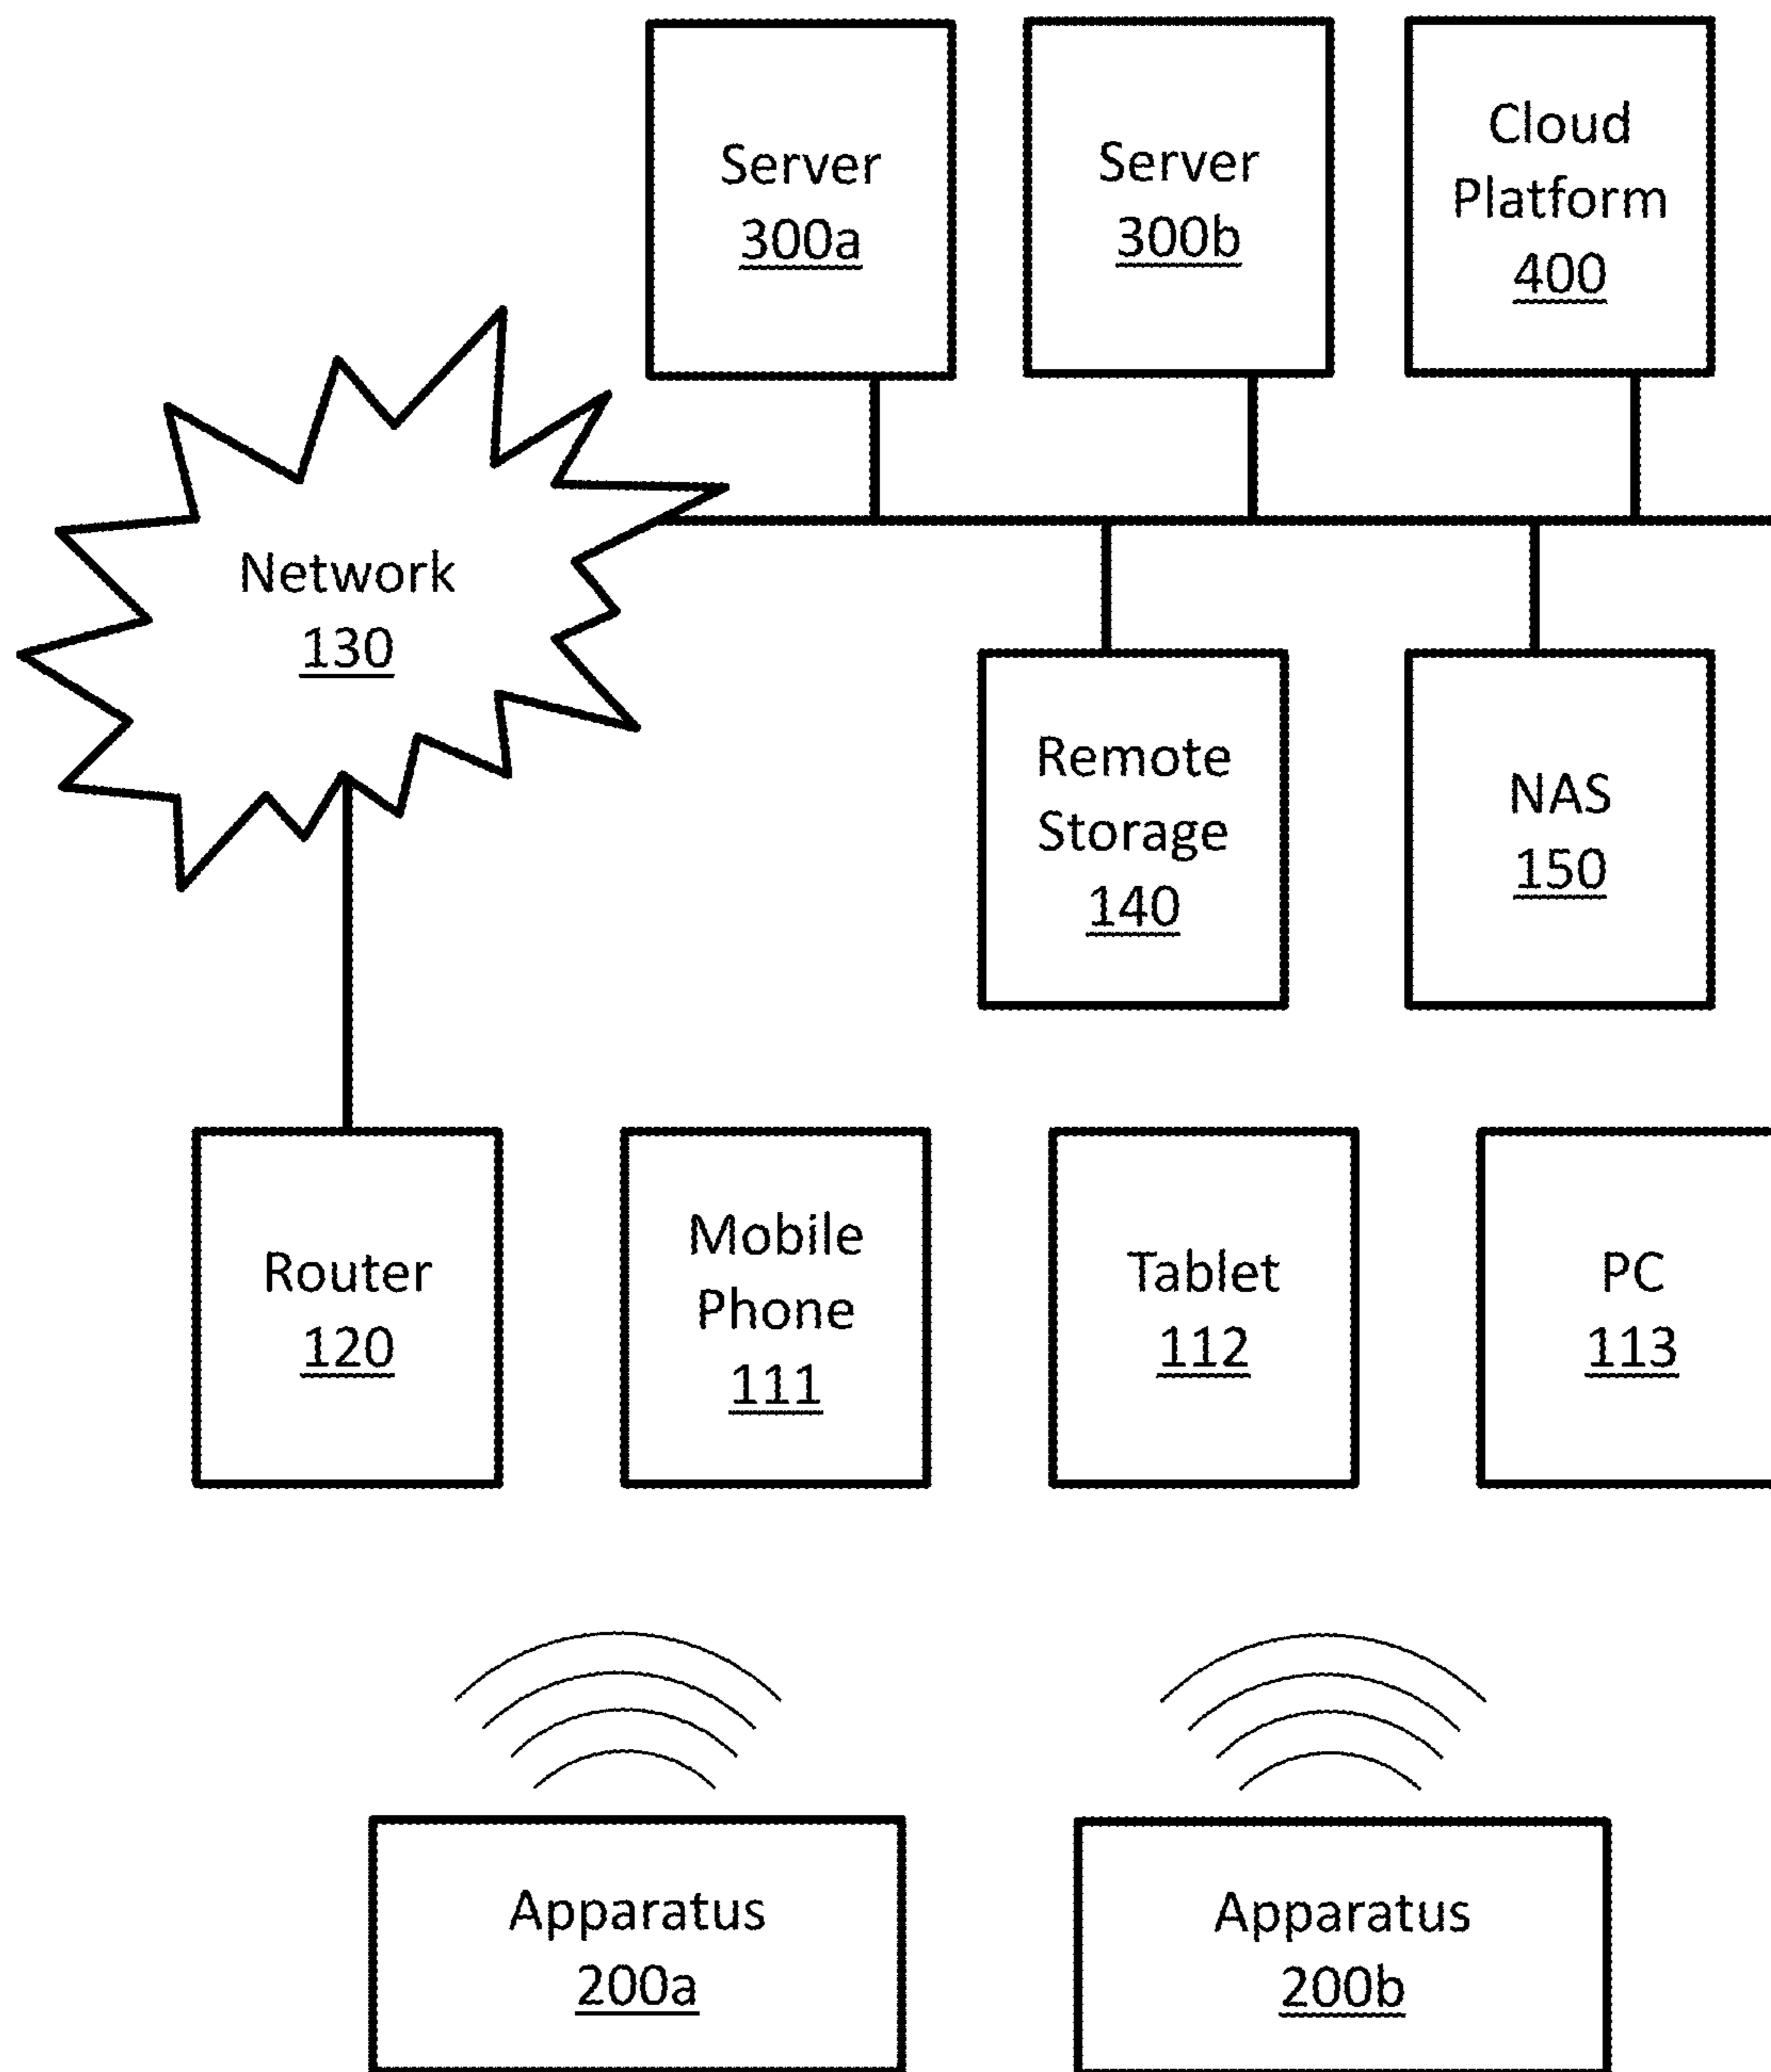 Server
300a
Server
300b
Cloud
Platform
400
Network
130
Remote
Storage
140
NAS
150
Router
120
Mobile
Phone
111
Tablet
112
PC
113
Apparatus
200a
Apparatus
200b